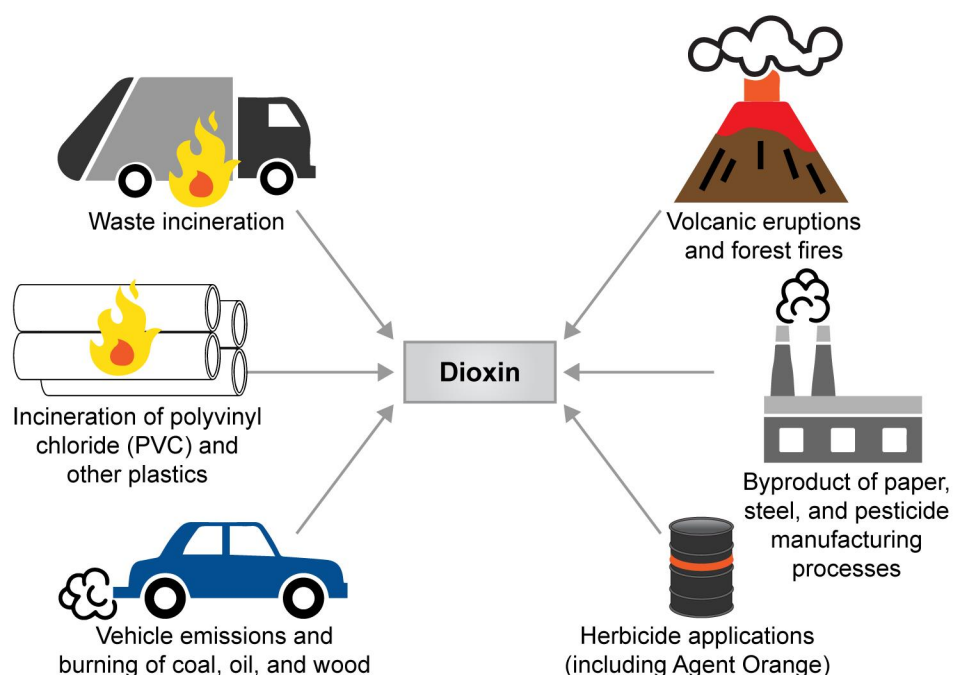 Waste incineration
Volcanic eruptions
and forest fires
Dioxin
Incineration of polyvinyl
chloride (PVC) and
other plastics
Byproduct of paper,
steel, and pesticide
manufacturing
processes
Vehicle emissions and
burning of coal, oil, and wood
Herbicide applications
(including Agent Orange)